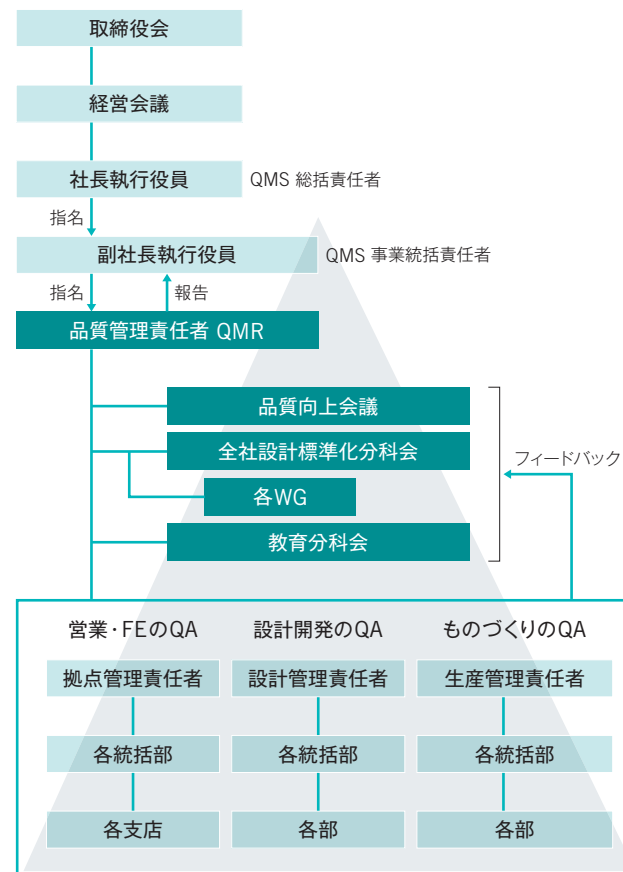 取締役会
経営会議
社長執行役員
QMS 総括責任者
指名
副社長執行役員
QMS 事業統括責任者
指名
報告
品質管理責任者 QMR
品質向上会議
全社設計標準化分科会
フィードバック
各WG
教育分科会
営業・FEのQA
設計開発のQA
ものづくりのQA
拠点管理責任者
設計管理責任者
生産管理責任者
各統括部
各統括部
各統括部
各支店
各部
各部